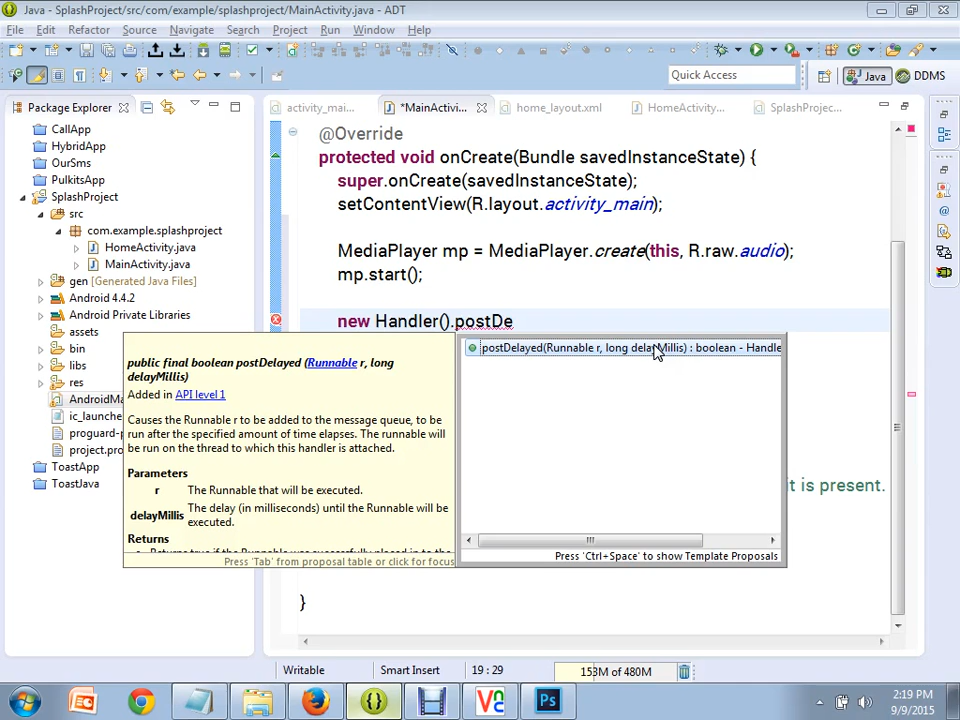 Java - SplashProject/src/com/example/splashproject/MainActivity.java - ADT
File Edit Refactor Source Navigate Search Project Run Window Help
Quick Access
Java
DDMS
Package Explorer
activity_mai...
*MainActivi...
home_layout.xml
HomeActivity...
SplashProjec...
CallApp
HybridApp
OurSms
PulkitsApp
SplashProject
src
com.example.splashproject
HomeActivity.java
MainActivity.java
gen [Generated Java Files]
Android 4.4.2
Android Private Libraries
assets
bin
libs
res
AndroidMa
ic_launche
proguard-p
project.pro
ToastApp
ToastJava
@Override
protected void onCreate(Bundle savedInstanceState) {
super.onCreate(savedInstanceState);
setContentView(R.layout.activity_main);
MediaPlayer mp = MediaPlayer.create(this, R.raw.audio);
mp.start();
new Handler().postDe
it is present.
}
public final boolean postDelayed (Runnable r, long
delayMillis)
Added in API level 1
Causes the Runnable r to be added to the message queue, to be
run after the specified amount of time elapses. The runnable will
be run on the thread to which this handler is attached.
Parameters
r The Runnable that will be executed.
delayMillis The delay (in milliseconds) until the Runnable will be
executed.
Returns
Press 'Tab' from proposal table or click for focus
postDelayed(Runnable r, long delayMillis) : boolean - Handle
Press 'Ctrl+Space' to show Template Proposals
Writable
Smart Insert
19 : 29
153M of 480M
2:19 PM
9/9/2015